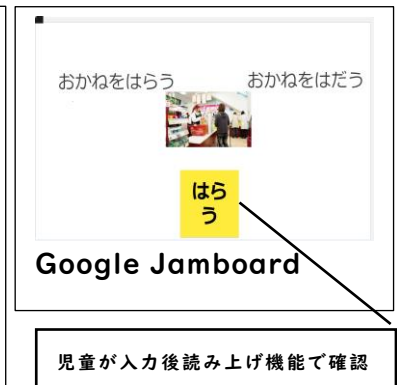 おかねをはらう
おかねをはだう
はら
う
Google Jamboard
児童が入力後読み上げ機能で確認